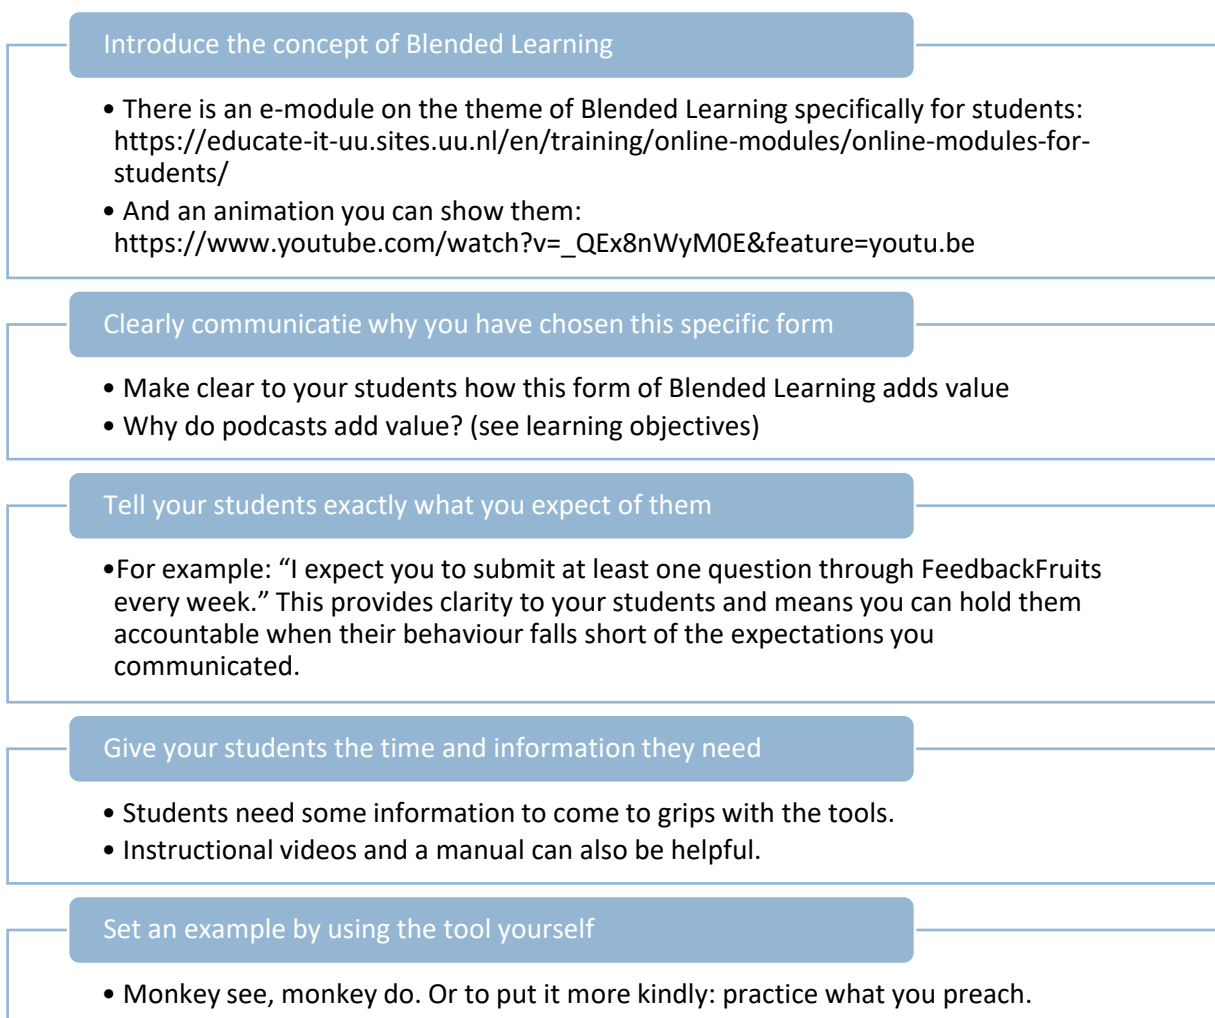 Introduce the concept of Blended Learning
• There is an e-module on the theme of Blended Learning specifically for students:
https://educate-it-uu.sites.uu.nl/en/training/online-modules/online-modules-for-
students/
• And an animation you can show them:
https://www.youtube.com/watch?v=_QEx8nWyM0E&feature=youtu.be
Clearly communicatie why you have chosen this specific form
• Make clear to your students how this form of Blended Learning adds value
• Why do podcasts add value? (see learning objectives)
Tell your students exactly what you expect of them
•For example: “I expect you to submit at least one question through FeedbackFruits
every week.” This provides clarity to your students and means you can hold them
accountable when their behaviour falls short of the expectations you
communicated.
Give your students the time and information they need
• Students need some information to come to grips with the tools.
• Instructional videos and a manual can also be helpful.
Set an example by using the tool yourself
• Monkey see, monkey do. Or to put it more kindly: practice what you preach.